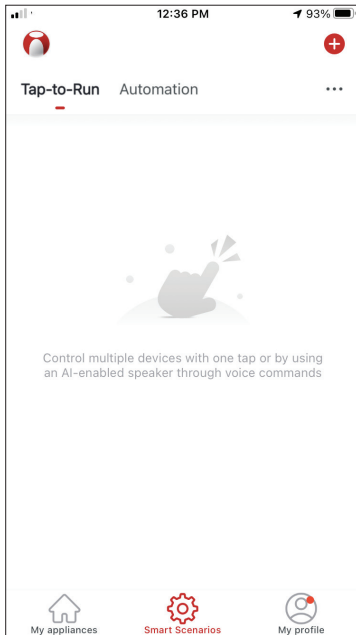 12:36 PM
93%
Tap-to-Run
Automation
Control multiple devices with one tap or by using
an AI-enabled speaker through voice commands
My appliances
Smart Scenarios
My profile